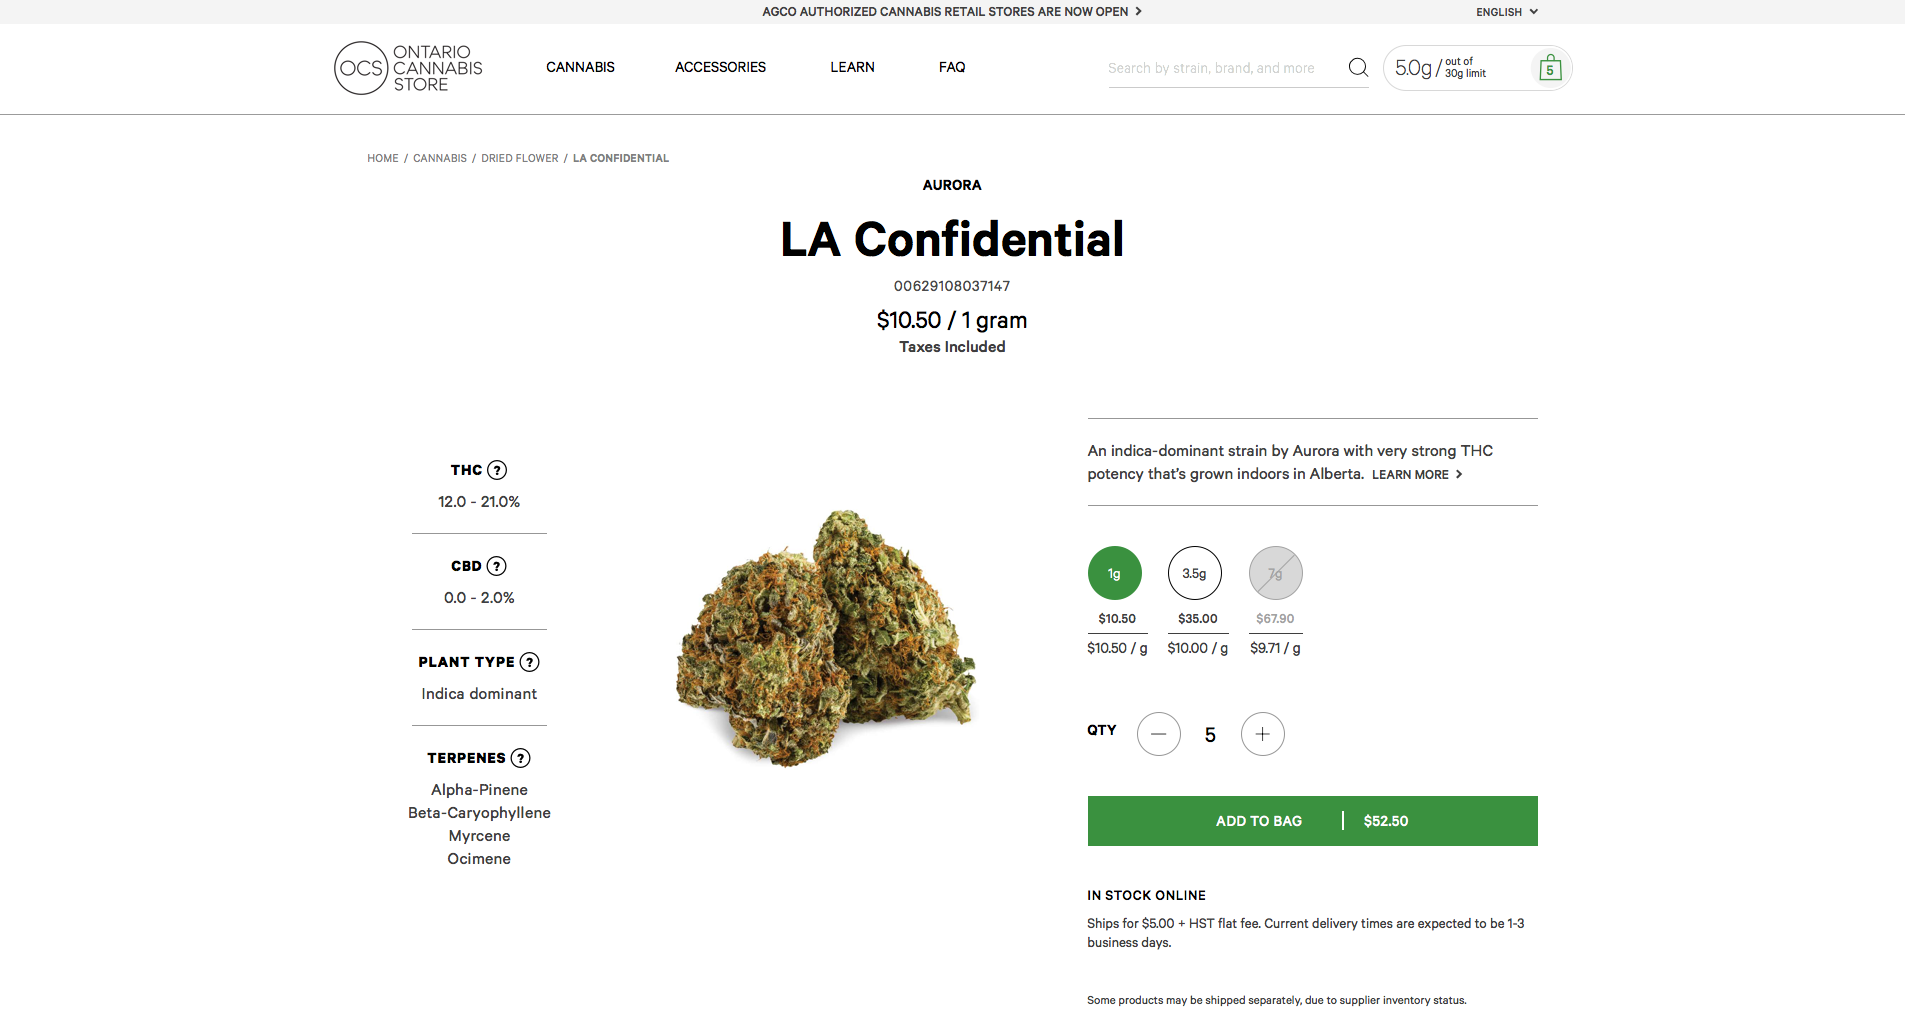 AGCO AUTHORIZED CANNABIS RETAIL STORES ARE NOW OPEN
ENGLISH
OCS
ONTARIO
CANNABIS
STORE
CANNABIS
ACCESSORIES
LEARN
FAQ
Search by strain, brand, and more
5.0g / out of
30g limit
5
HOME / CANNABIS / DRIED FLOWER / LA CONFIDENTIAL
AURORA
LA Confidential
00629108037147
$10.50 / 1 gram
Taxes Included
THC ?
12.0 - 21.0%
CBD ?
0.0 - 2.0%
PLANT TYPE ?
Indica dominant
TERPENES ?
Alpha-Pinene
Beta-Caryophyllene
Myrcene
Ocimene
An indica-dominant strain by Aurora with very strong THC
potency that's grown indoors in Alberta. LEARN MORE
1g 3.5g 7g
$10.50 $35.00 $67.90
$10.50 / g $10.00 / g $9.71 / g
QTY 5
ADD TO BAG | $52.50
IN STOCK ONLINE
Ships for $5.00 + HST flat fee. Current delivery times are expected to be 1-3
business days.
Some products may be shipped separately, due to supplier inventory status.